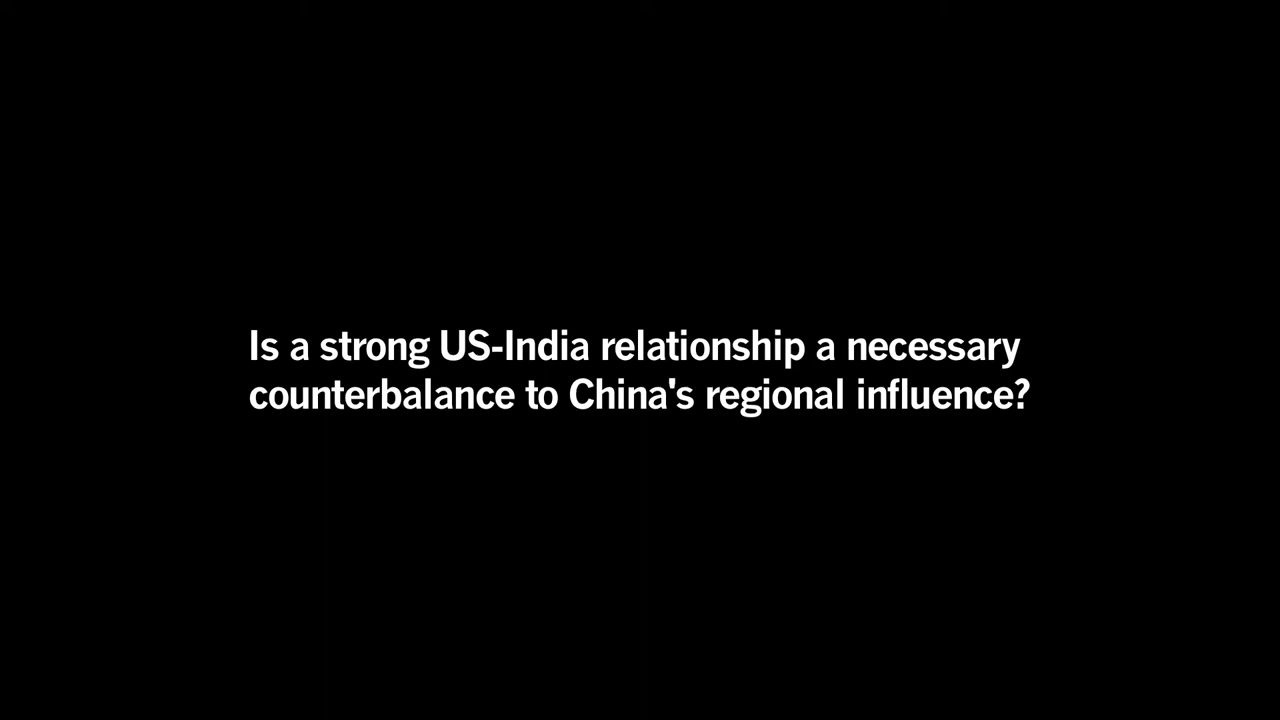 Is a strong US-India relationship a necessary
counterbalance to China's regional influence?